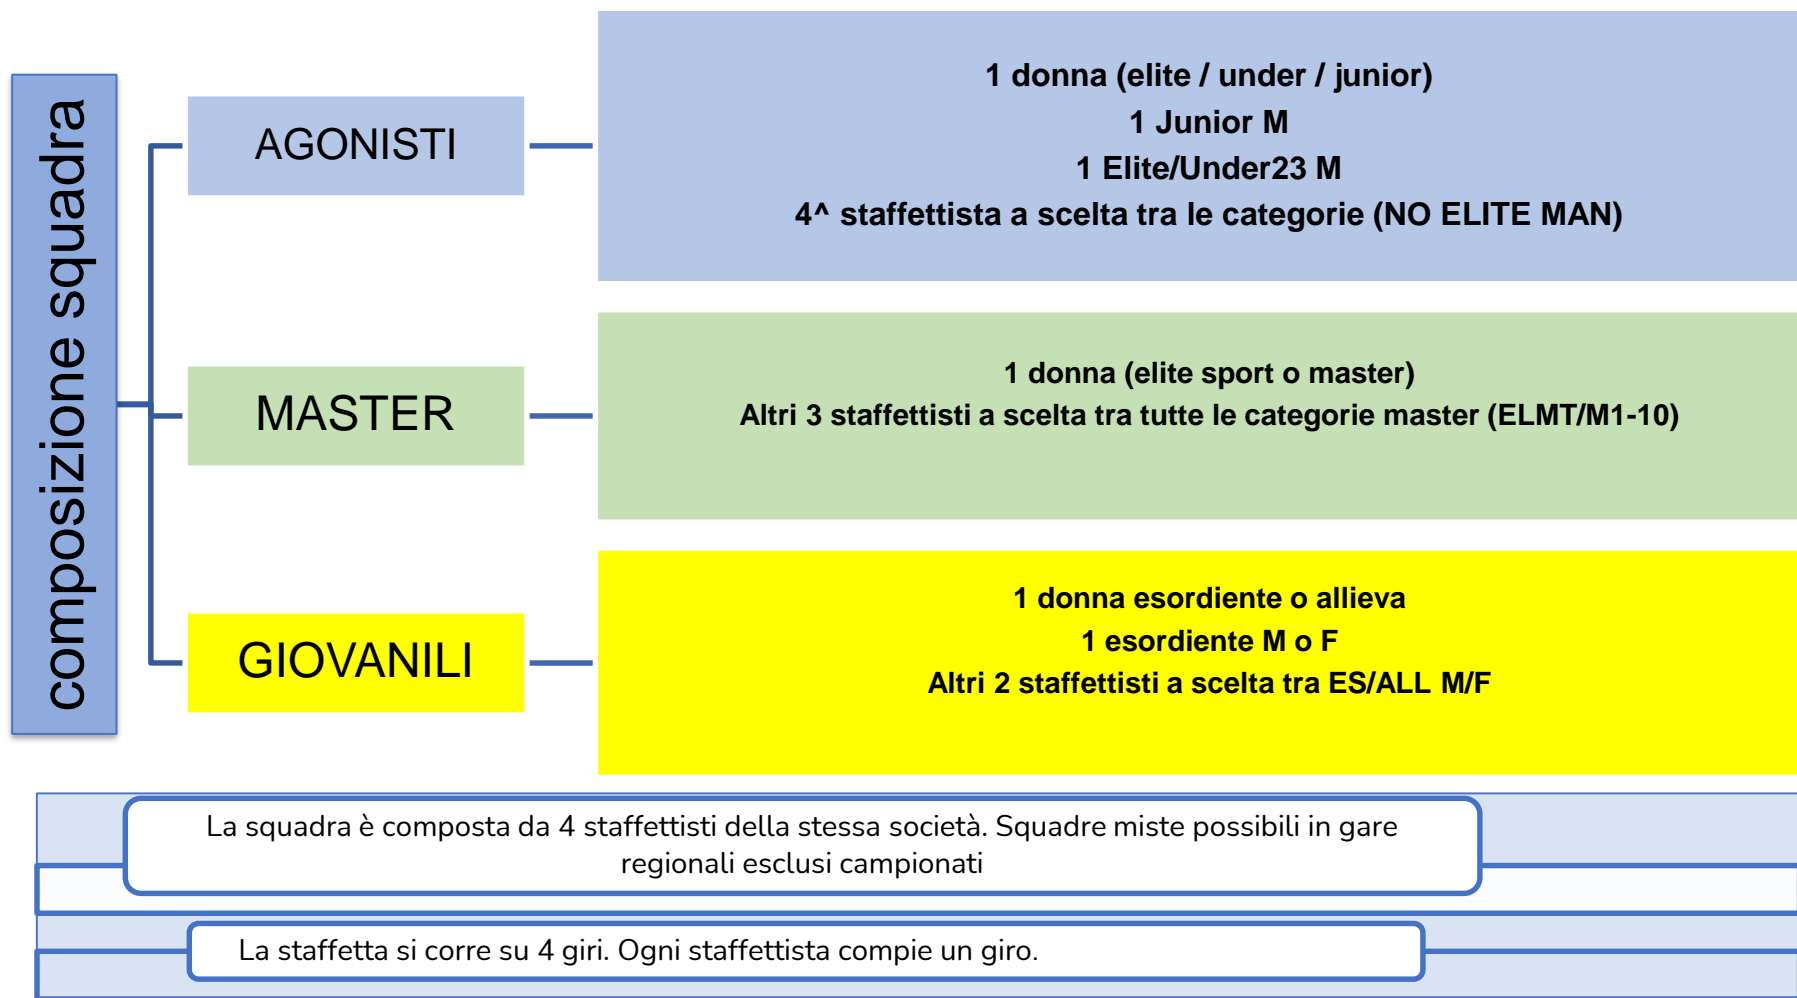 composizione squadra
AGONISTI
1 donna (elite / under / junior)
1 Junior M
1 Elite/Under23 M
4^ staffettista a scelta tra le categorie (NO ELITE MAN)
MASTER
1 donna (elite sport o master)
Altri 3 staffettisti a scelta tra tutte le categorie master (ELMT/M1-10)
GIOVANILI
1 donna esordiente o allieva
1 esordiente M o F
Altri 2 staffettisti a scelta tra ES/ALL M/F
La squadra è composta da 4 staffettisti della stessa società. Squadre miste possibili in gare
regionali esclusi campionati
La staffetta si corre su 4 giri. Ogni staffettista compie un giro.